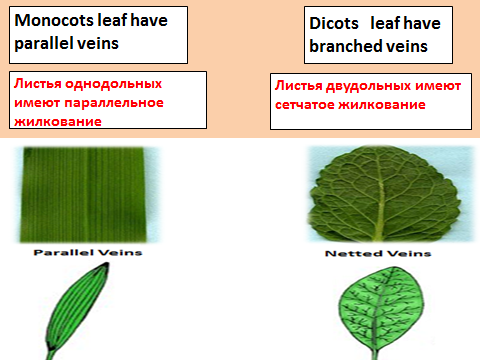 Monocots leaf have
parallel veins
Листья однодольных
имеют параллельное
жилкование
Dicots leaf have
branched veins
Листья двудольных имеют
сетчатое жилкование
Parallel Veins
Netted Veins